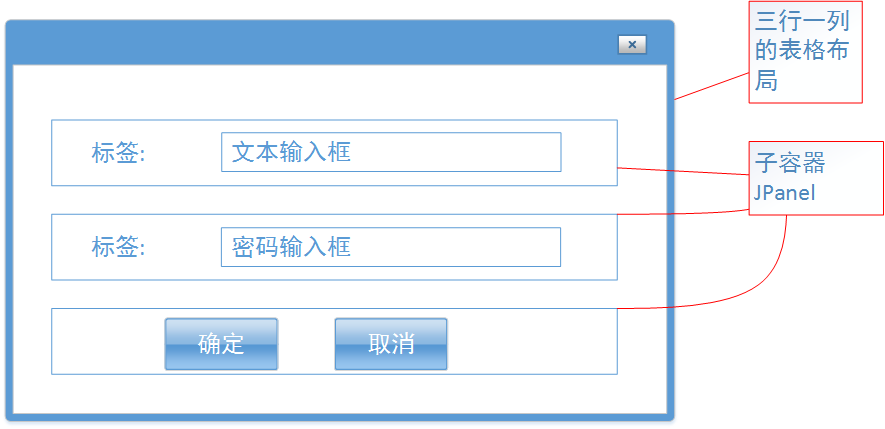 三行一列
的表格布
局
标签:
文本输入框
子容器
JPanel
标签:
密码输入框
确定
取消